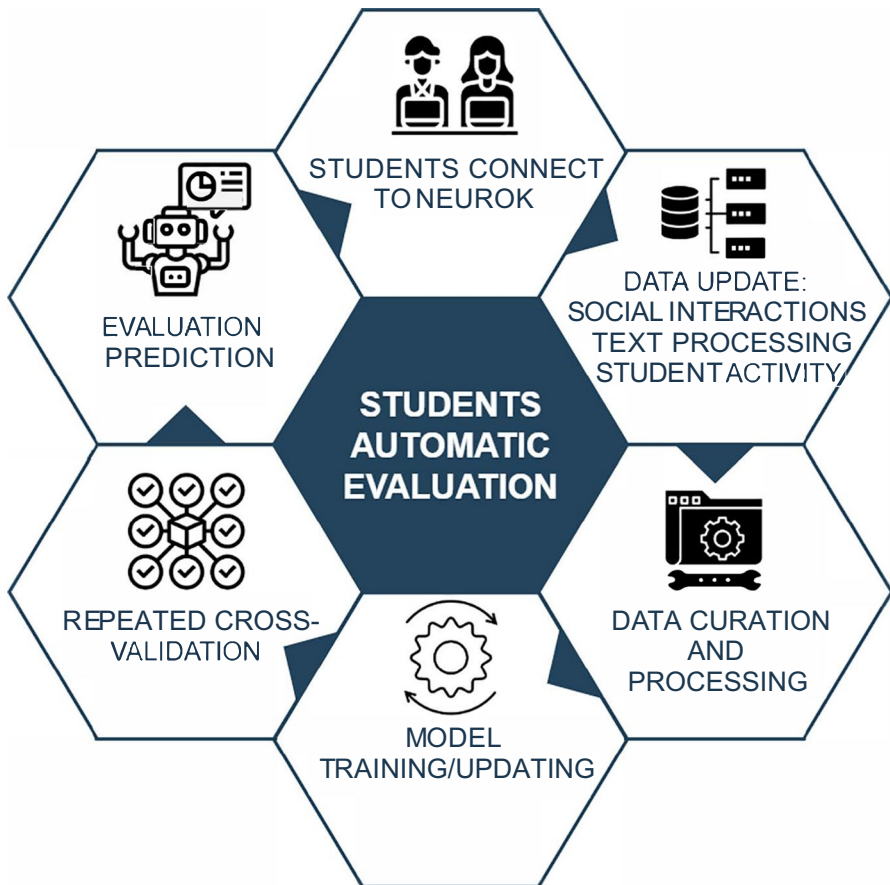 STUDENTS CONNECT
TO NEUROK
DATA UPDATE:
SOCIAL INTERACTIONS
TEXT PROCESSING
STUDENT ACTIVITY
DATA CURATION
AND
PROCESSING
MODEL
TRAINING/UPDATING
REPEATED CROSS-
VALIDATION
EVALUATION
PREDICTION
STUDENTS
AUTOMATIC
EVALUATION